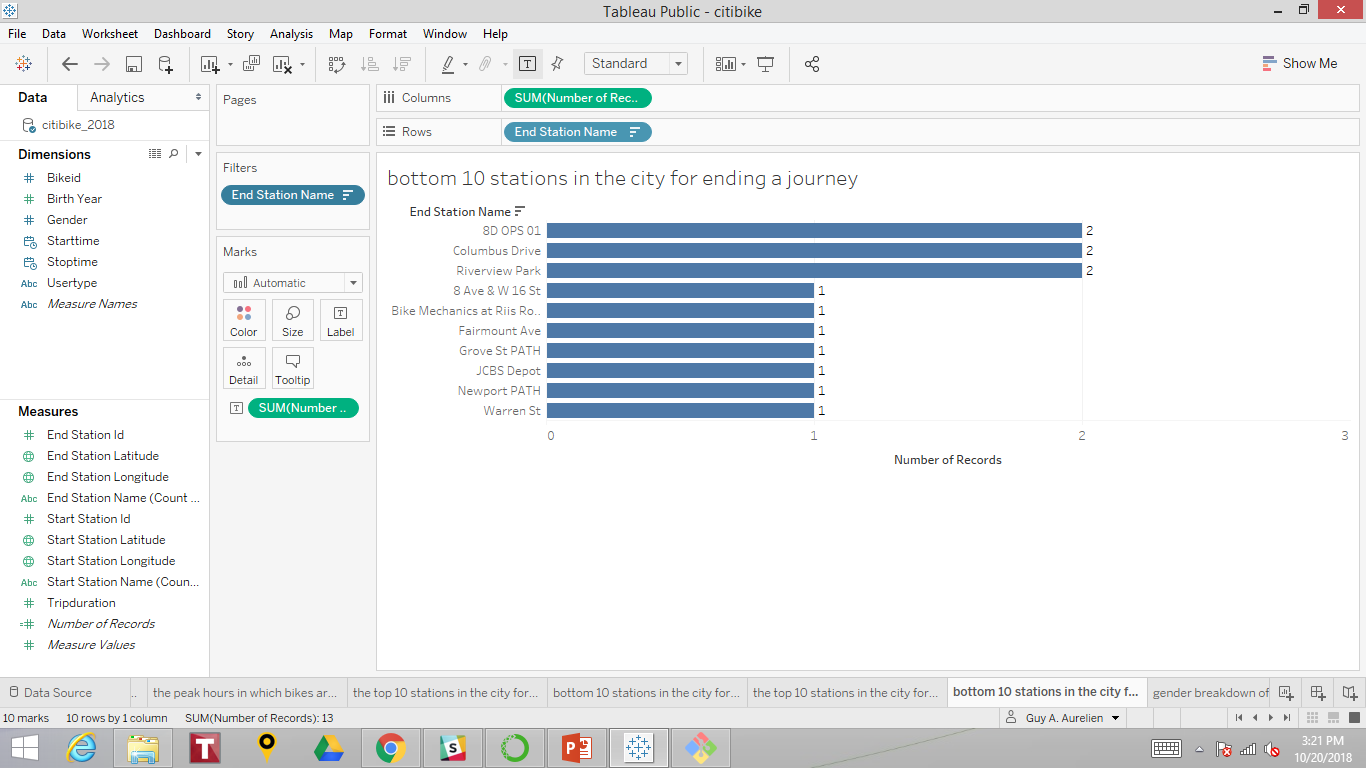 Tableau Public - citibike
File Data Worksheet Dashboard Story Analysis Map Format Window Help
Standard
Show Me
Data Analytics
citibike_2018
Dimensions
Bikeid
Birth Year
Gender
Starttime
Stoptime
Abc Usertype
Abc Measure Names
Measures
End Station Id
End Station Latitude
End Station Longitude
Abc End Station Name (Count ...
Start Station Id
Start Station Latitude
Start Station Longitude
Abc Start Station Name (Coun...
Tripduration
=# Number of Records
Measure Values
Pages
Filters
End Station Name
Marks
Automatic
Color Size Label
Detail Tooltip
SUM(Number ..
Columns SUM(Number of Rec..
Rows End Station Name
bottom 10 stations in the city for ending a journey
End Station Name
8D OPS 01 2
Columbus Drive 2
Riverview Park 2
8 Ave & W 16 St 1
Bike Mechanics at Riis Ro.. 1
Fairmount Ave 1
Grove St PATH 1
JCBS Depot 1
Newport PATH 1
Warren St 1
0 1 2 3
Number of Records
Data Source .. the peak hours in which bikes ar... the top 10 stations in the city for... bottom 10 stations in the city for... the top 10 stations in the city for... bottom 10 stations in the city f... gender breakdown of
10 marks 10 rows by 1 column SUM(Number of Records): 13 Guy A. Aurelien
3:21 PM
10/20/2018